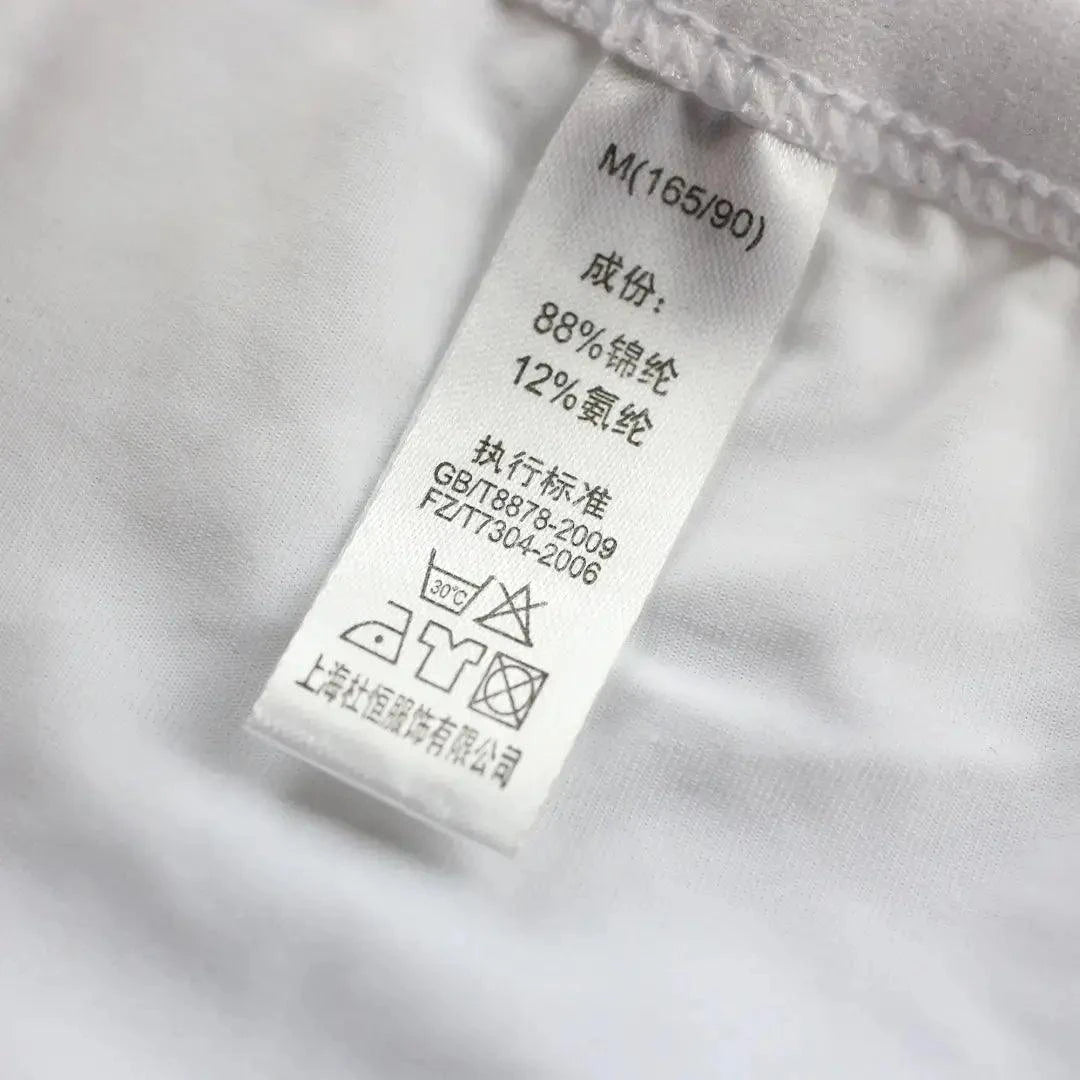 M(165/90)
成份:
88%锦纶
12%氨纶
执行标准
GB/T8878-2009
FZ/T7304-2006
30℃
上海杜恒服饰有限公司